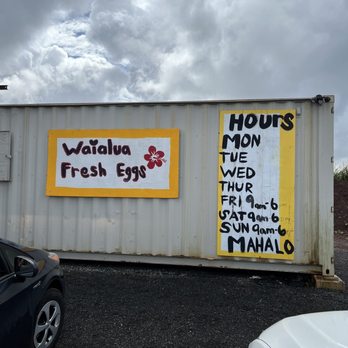 Waialua
Fresh Eggs
Hours
MON
TUE
WED
THUR
FRI 9am-6
SAT 9am-6
SUN 9am-6
MAHALO